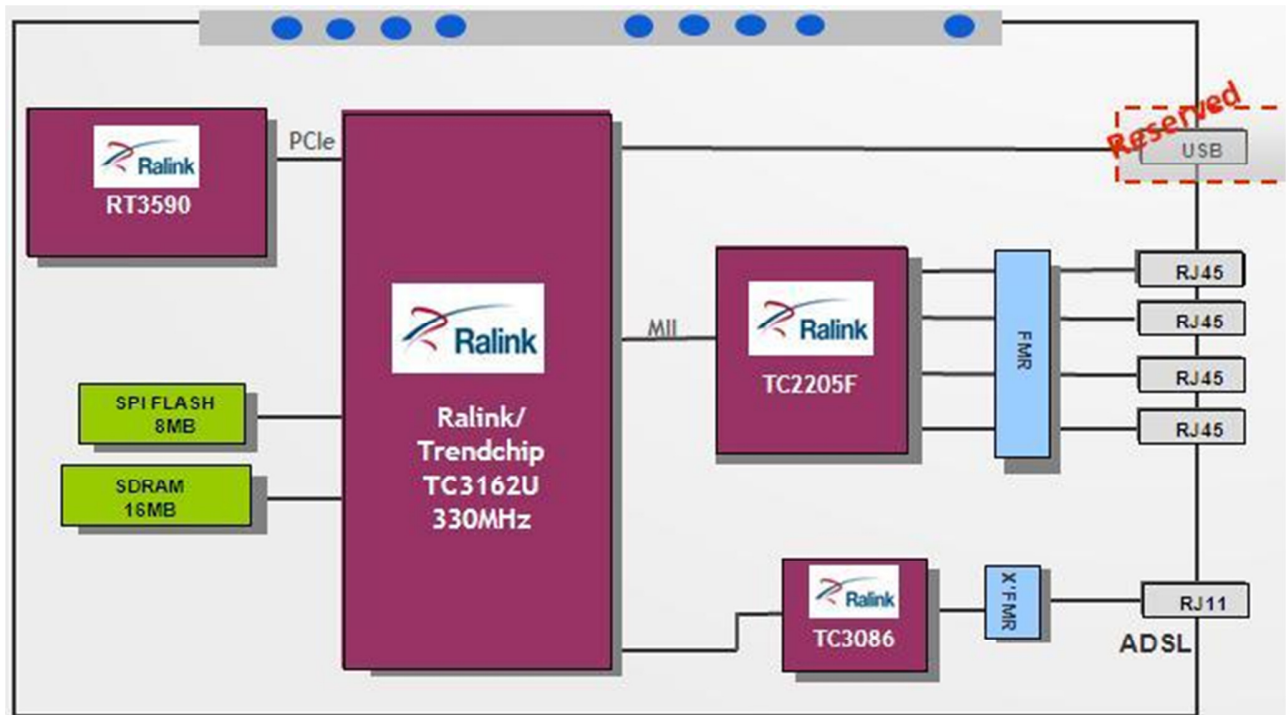 Reserved
USB
Ralink
RT3590
PCIe
Ralink
Ralink/
Trendchip
TC3162U
330MHz
MII
Ralink
TC2205F
FMR
RJ45
RJ45
RJ45
RJ45
SPI FLASH
8MB
SDRAM
16MB
Ralink
TC3086
X'FMR
RJ11
ADSL